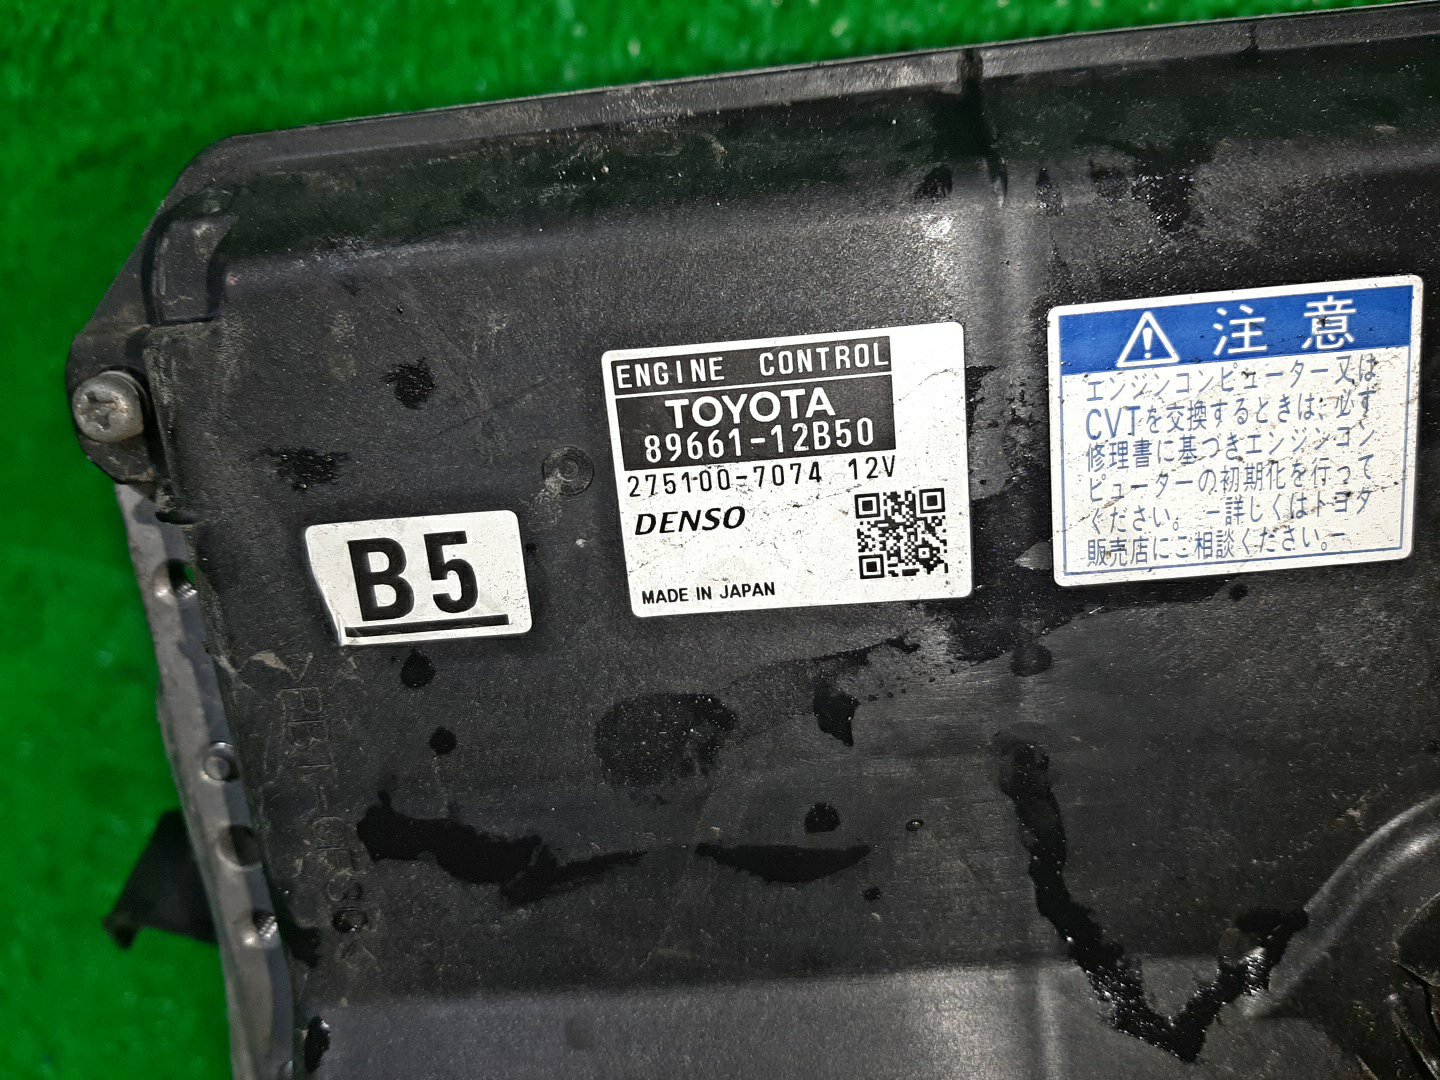 ENGINE CONTROL
TOYOTA
89661-12B50
275100-7074 12V
DENSO
MADE IN JAPAN
B5
注意
エンジンコンピューター又は
CVTを交換するときは、必ず
修理書に基づきエンジンコン
ピューターの初期化を行って
ください。 ー詳しくはトヨタ
販売店にご相談ください。ー
>PBT-GF30<